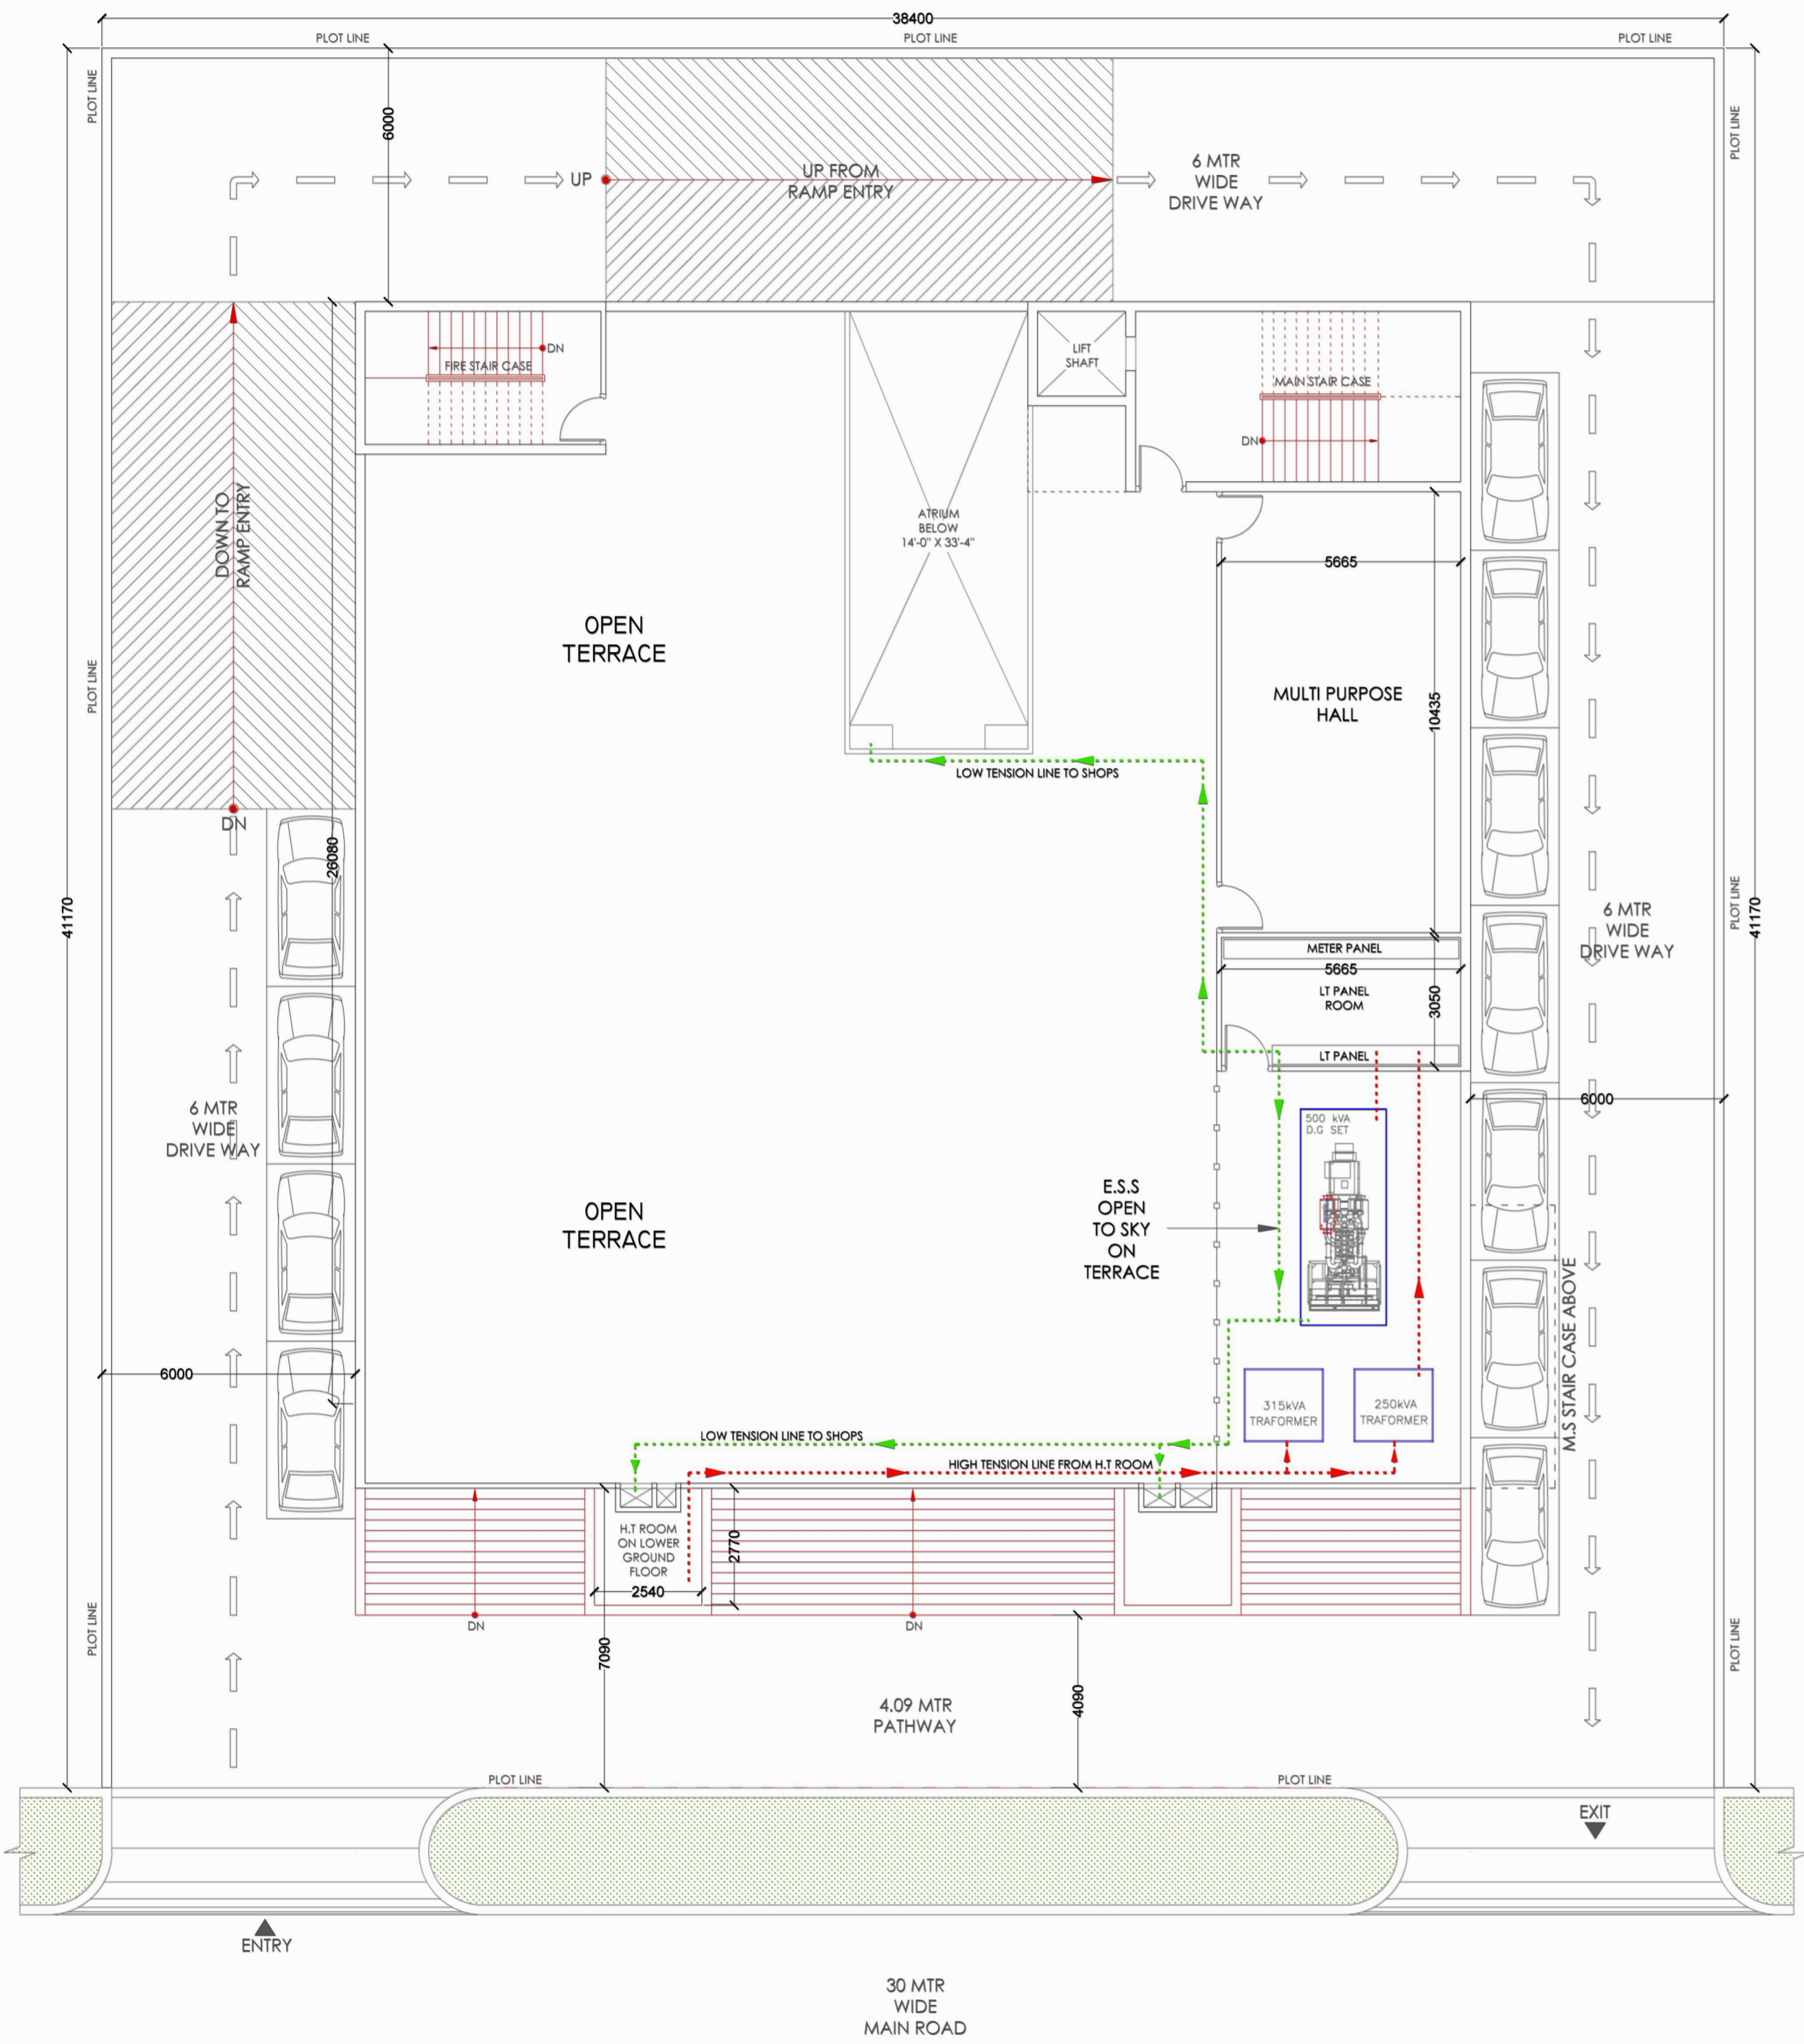 38400
PLOT LINE
PLOT LINE
PLOT LINE
PLOT LINE
PLOT LINE
6000
UP
UP FROM
RAMP ENTRY
6 MTR
WIDE
DRIVE WAY
DN
FIRE STAIR CASE
LIFT
SHAFT
MAIN STAIR CASE
DN
DOWN TO
RAMP ENTRY
ATRIUM
BELOW
14'-0" X 33'-4"
5665
OPEN
TERRACE
PLOT LINE
MULTI PURPOSE
HALL
10435
LOW TENSION LINE TO SHOPS
DN
26080
41170
PLOT LINE
41170
6 MTR
WIDE
DRIVE WAY
METER PANEL
5665
LT PANEL
ROOM
3050
LT PANEL
6000
6 MTR
WIDE
DRIVE WAY
500 kVA
D.G SET
OPEN
TERRACE
E.S.S
OPEN
TO SKY
ON
TERRACE
M.S STAIR CASE ABOVE
6000
315kVA
TRAFORMER
250kVA
TRAFORMER
LOW TENSION LINE TO SHOPS
HIGH TENSION LINE FROM H.T ROOM
H.T ROOM
ON LOWER
GROUND
FLOOR
2540
2770
DN
DN
PLOT LINE
PLOT LINE
7090
4090
4.09 MTR
PATHWAY
PLOT LINE
PLOT LINE
EXIT
ENTRY
30 MTR
WIDE
MAIN ROAD